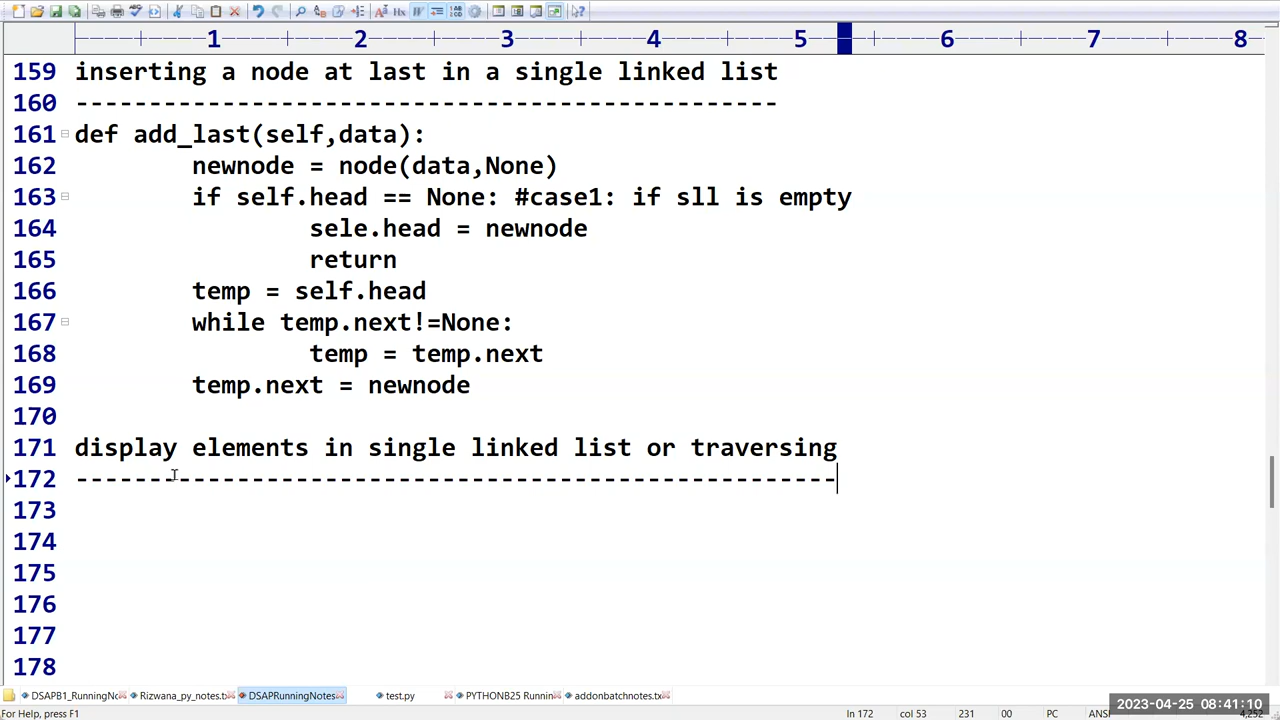 1 2 3 4 5 6 7 8
159 inserting a node at last in a single linked list
160 ------------------------------------------------
161 def add_last(self,data):
162 newnode = node(data,None)
163 if self.head == None: #case1: if sll is empty
164 sele.head = newnode
165 return
166 temp = self.head
167 while temp.next!=None:
168 temp = temp.next
169 temp.next = newnode
170
171 display elements in single linked list or traversing
172 ----------------------------------------------------
173
174
175
176
177
178
DSAPB1_RunningNo Rizwana_py_notes.tx DSAPRunningNotes test.py PYTHONB25 Runnin addonbatchnotes.tx
For Help, press F1 ln 172 col 53 231 00 PC ANSI
2023-04-25 08:41:10